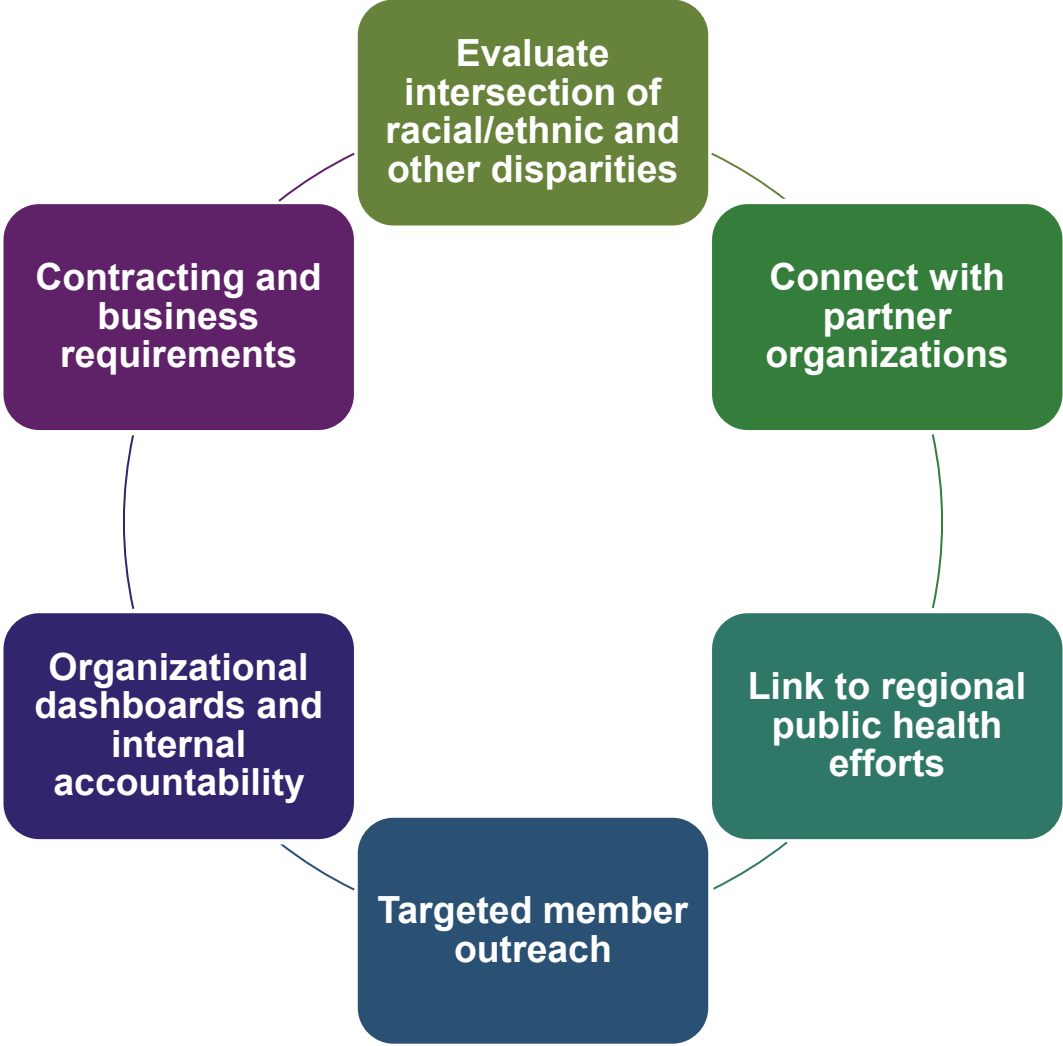 Evaluate
intersection of
racial/ethnic and
other disparities
Connect with
partner
organizations
Link to regional
public health
efforts
Targeted member
outreach
Organizational
dashboards and
internal
accountability
Contracting and
business
requirements